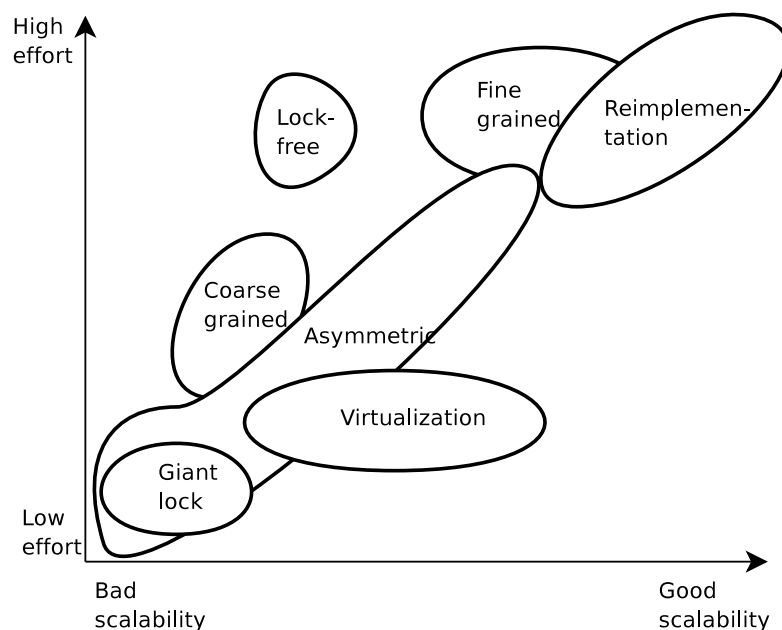 High
effort
Lock-
free
Fine
grained
Reimplemen-
tation
Coarse
grained
Asymmetric
Virtualization
Giant
lock
Low
effort
Bad
scalability
Good
scalability